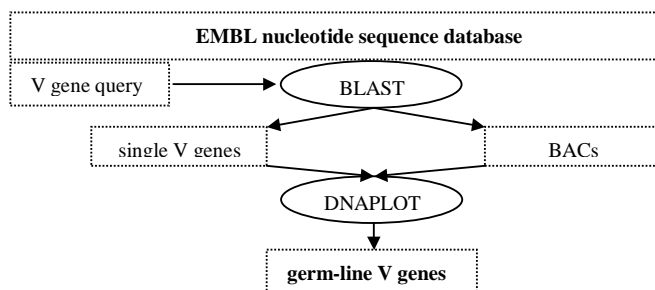 EMBL nucleotide sequence database
V gene query
BLAST
single V genes
BACs
DNAPLOT
germ-line V genes